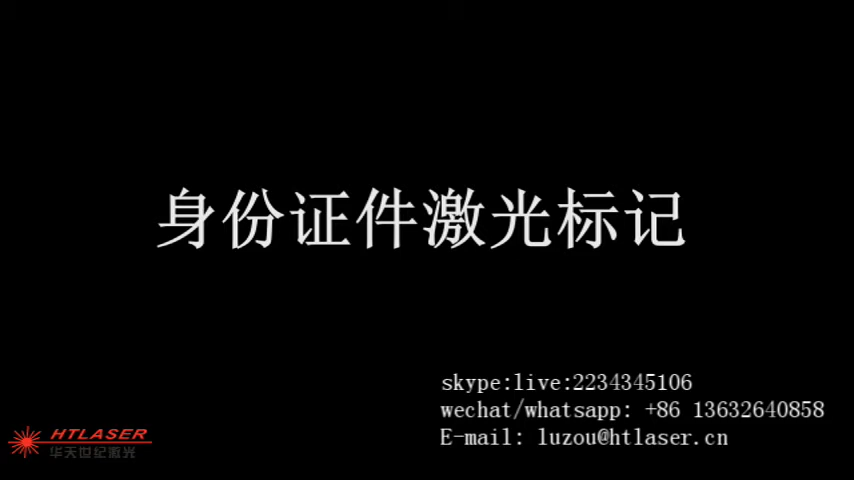 身份证件激光标记
skype:live:2234345106
wechat/whatsapp: +86 13632640858
E-mail: luzou@htlaser.cn
HTLASER
华天世纪激光